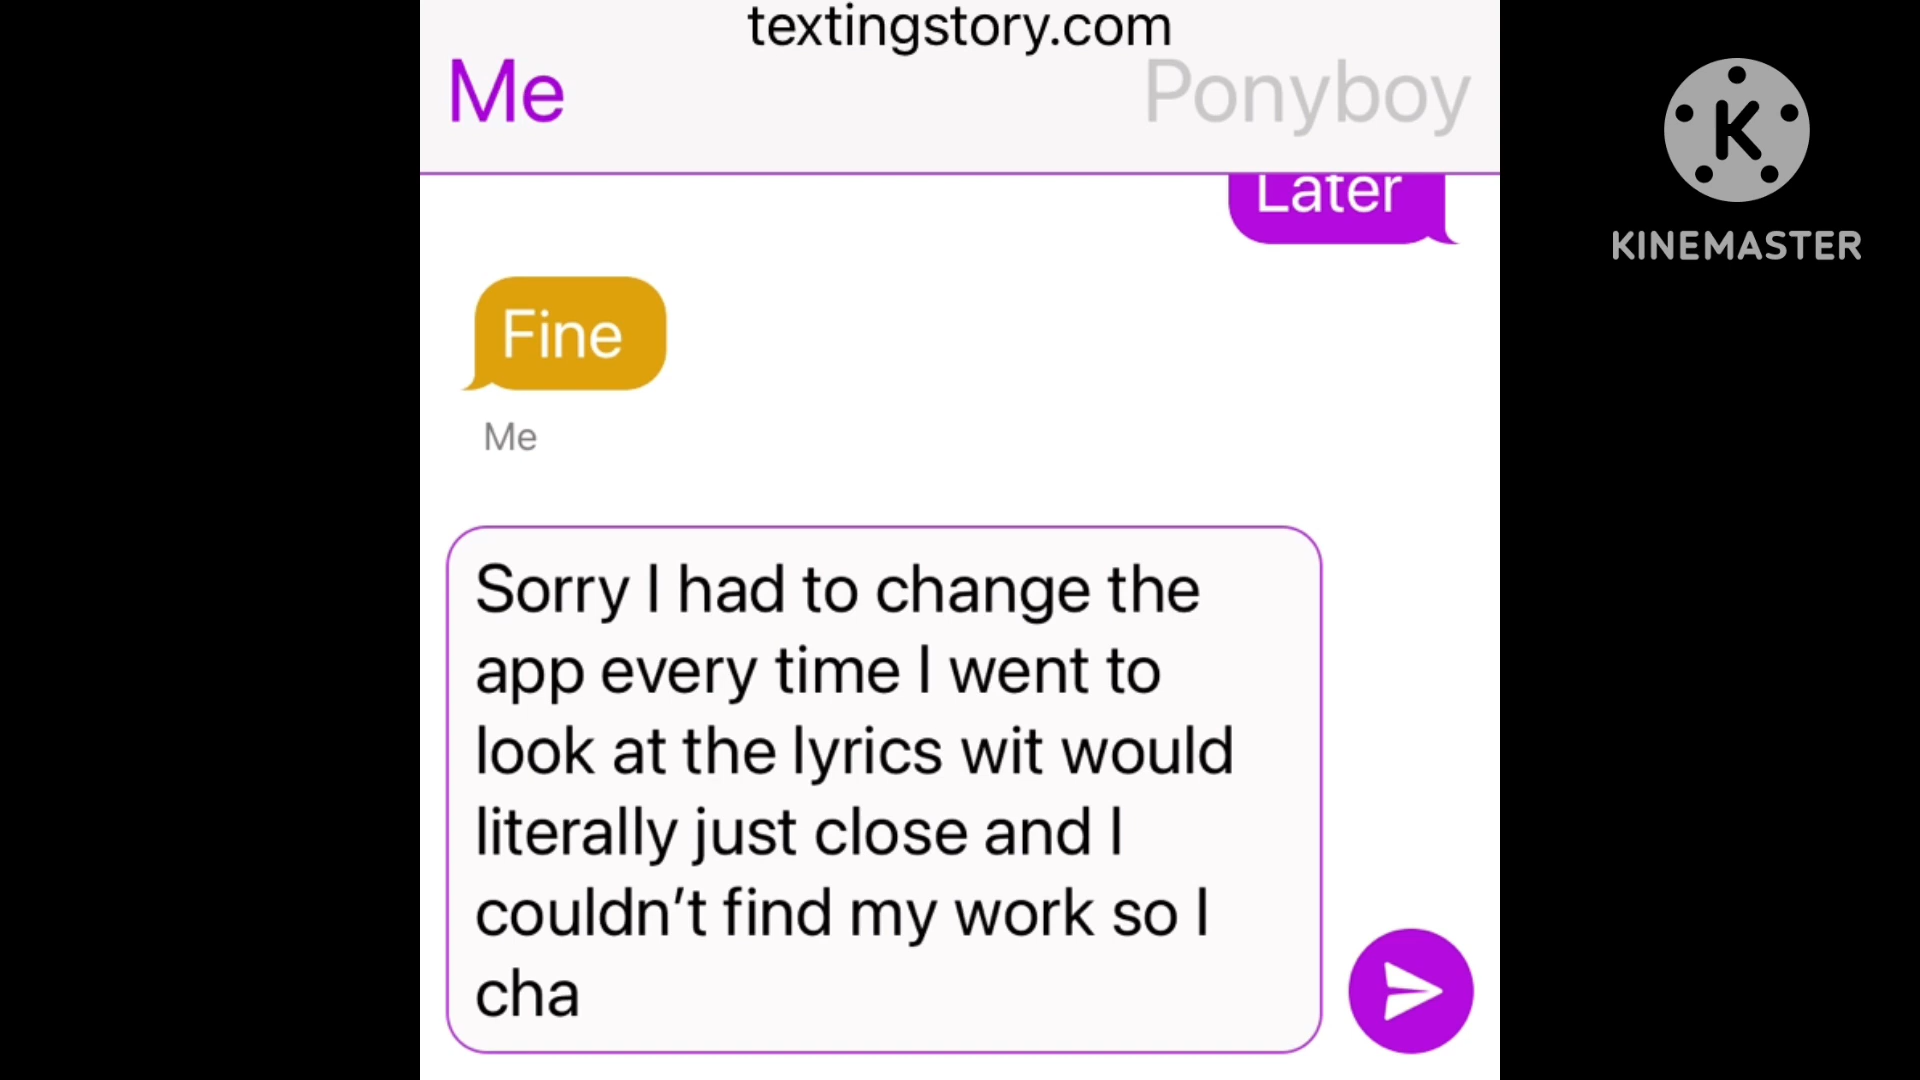 textingstory.com
Me
Ponyboy
Later
Fine
Me
Sorry I had to change the
app every time I went to
look at the lyrics wit would
literally just close and I
couldn’t find my work so I
cha
K
KINEMASTER